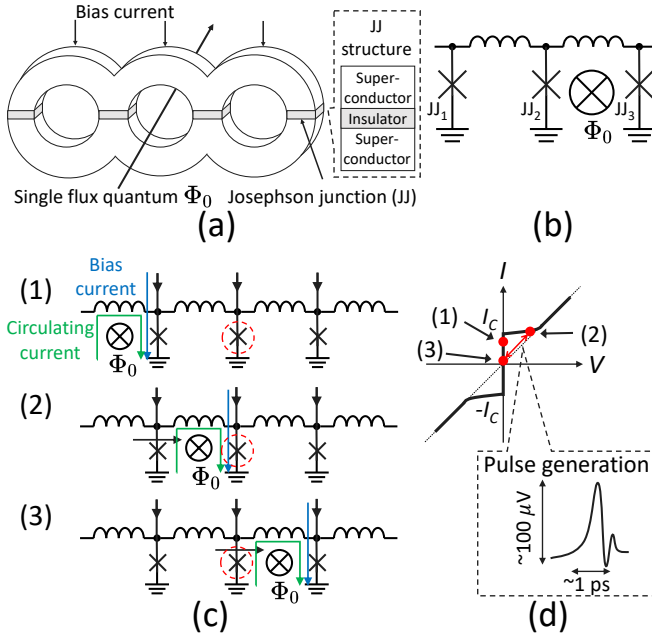 Bias current
JJ
structure
Super-
conductor
Insulator
Super-
conductor
Single flux quantum Φ0
Josephson junction (JJ)
(a)
JJ1
JJ2
JJ3
Φ0
(b)
(1)
Bias
current
Circulating
current
Φ0
(2)
Φ0
(3)
Φ0
(c)
I
IC
(1)
(2)
(3)
V
-IC
Pulse generation
~100 μV
~1 ps
(d)